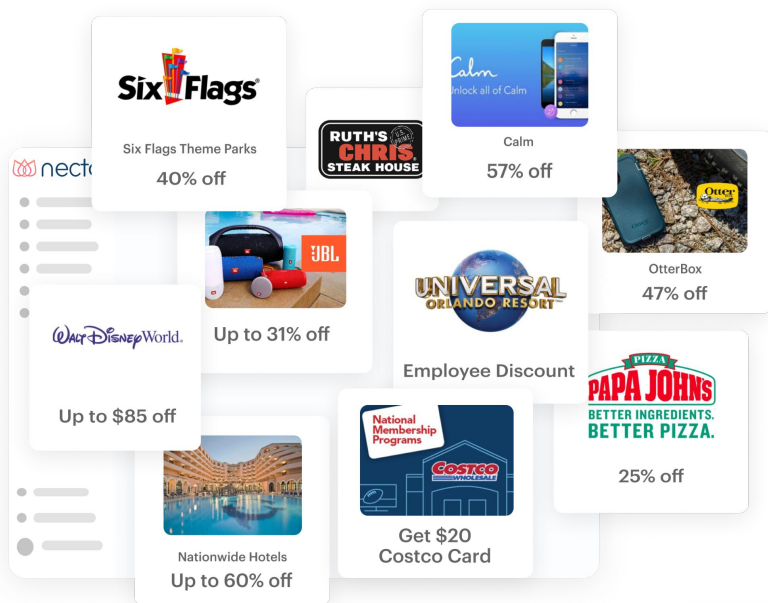 Six Flags
Six Flags Theme Parks
40% off
RUTH'S
U.S. PRIME
CHRIS.
STEAK HOUSE
Calm
Unlock all of Calm
Calm
57% off
Otter
OtterBox
47% off
JBL
Up to 31% off
UNIVERSAL
ORLANDO RESORT
Employee Discount
WALT DISNEY World.
Up to $85 off
PIZZA
PAPA JOHN'S
BETTER INGREDIENTS.
BETTER PIZZA.
25% off
Nationwide Hotels
Up to 60% off
National
Membership
Programs
COSTCO
WHOLESALE
Get $20
Costco Card